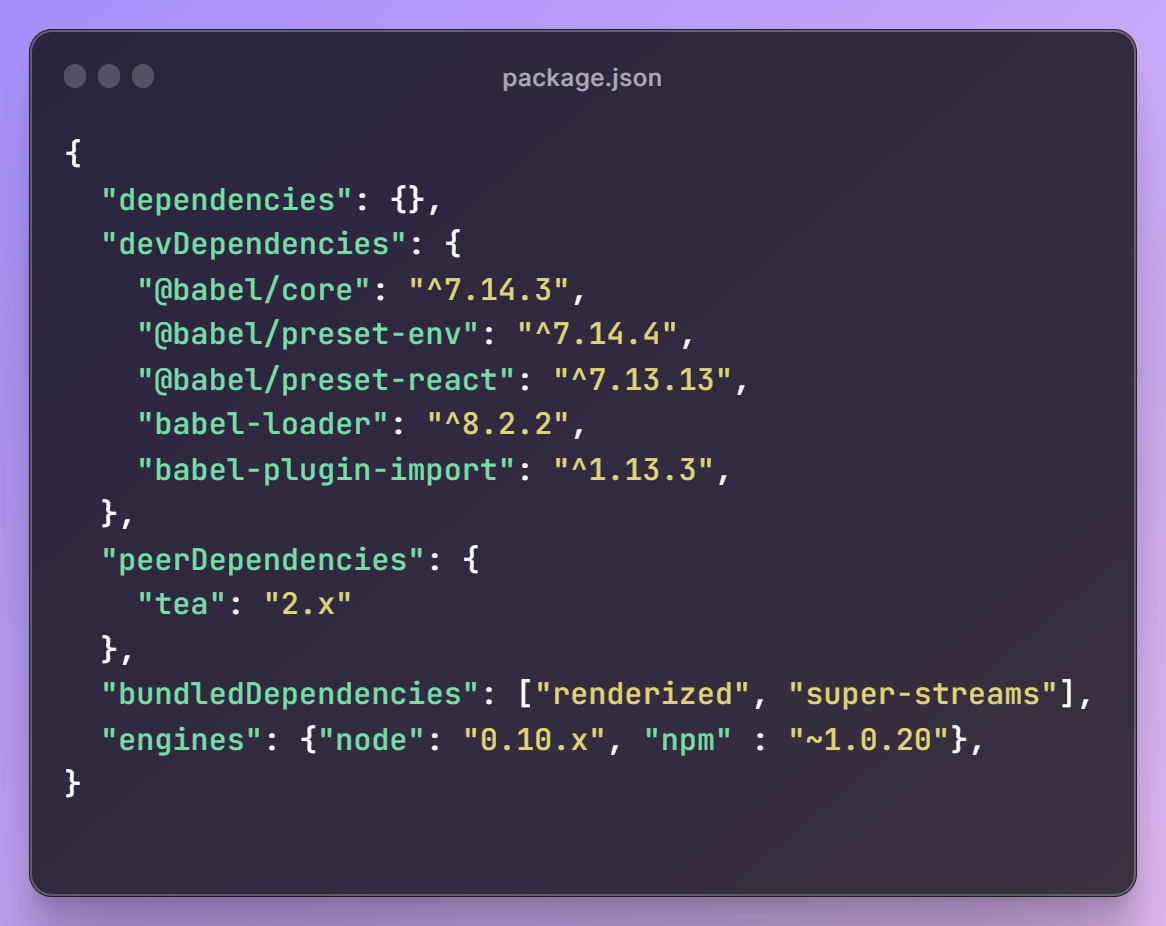 package.json
{
  "dependencies": {},
  "devDependencies": {
    "@babel/core": "^7.14.3",
    "@babel/preset-env": "^7.14.4",
    "@babel/preset-react": "^7.13.13",
    "babel-loader": "^8.2.2",
    "babel-plugin-import": "^1.13.3",
  },
  "peerDependencies": {
    "tea": "2.x"
  },
  "bundledDependencies": ["renderized", "super-streams"],
  "engines": {"node": "0.10.x", "npm" : "~1.0.20"},
}